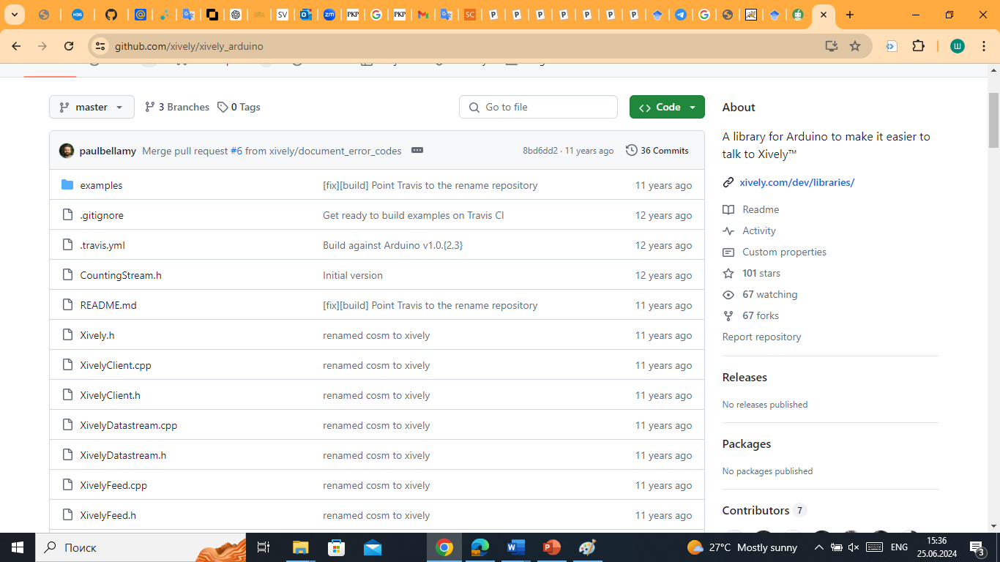 github.com/xively/xively_arduino
master
3 Branches
0 Tags
Go to file
Code
About
A library for Arduino to make it easier to
talk to Xively™
xively.com/dev/libraries/
Readme
Activity
Custom properties
101 stars
67 watching
67 forks
Report repository
Releases
No releases published
Packages
No packages published
Contributors 7
paulbellamy Merge pull request #6 from xively/document_error_codes 8bd6dd2 · 11 years ago 36 Commits
examples [fix][build] Point Travis to the rename repository 11 years ago
.gitignore Get ready to build examples on Travis CI 12 years ago
.travis.yml Build against Arduino v1.0.{2,3} 12 years ago
CountingStream.h Initial version 12 years ago
README.md [fix][build] Point Travis to the rename repository 11 years ago
Xively.h renamed cosm to xively 11 years ago
XivelyClient.cpp renamed cosm to xively 11 years ago
XivelyClient.h renamed cosm to xively 11 years ago
XivelyDatastream.cpp renamed cosm to xively 11 years ago
XivelyDatastream.h renamed cosm to xively 11 years ago
XivelyFeed.cpp renamed cosm to xively 11 years ago
XivelyFeed.h renamed cosm to xively 11 years ago
Поиск
27°C Mostly sunny
ENG
15:36
25.06.2024
3